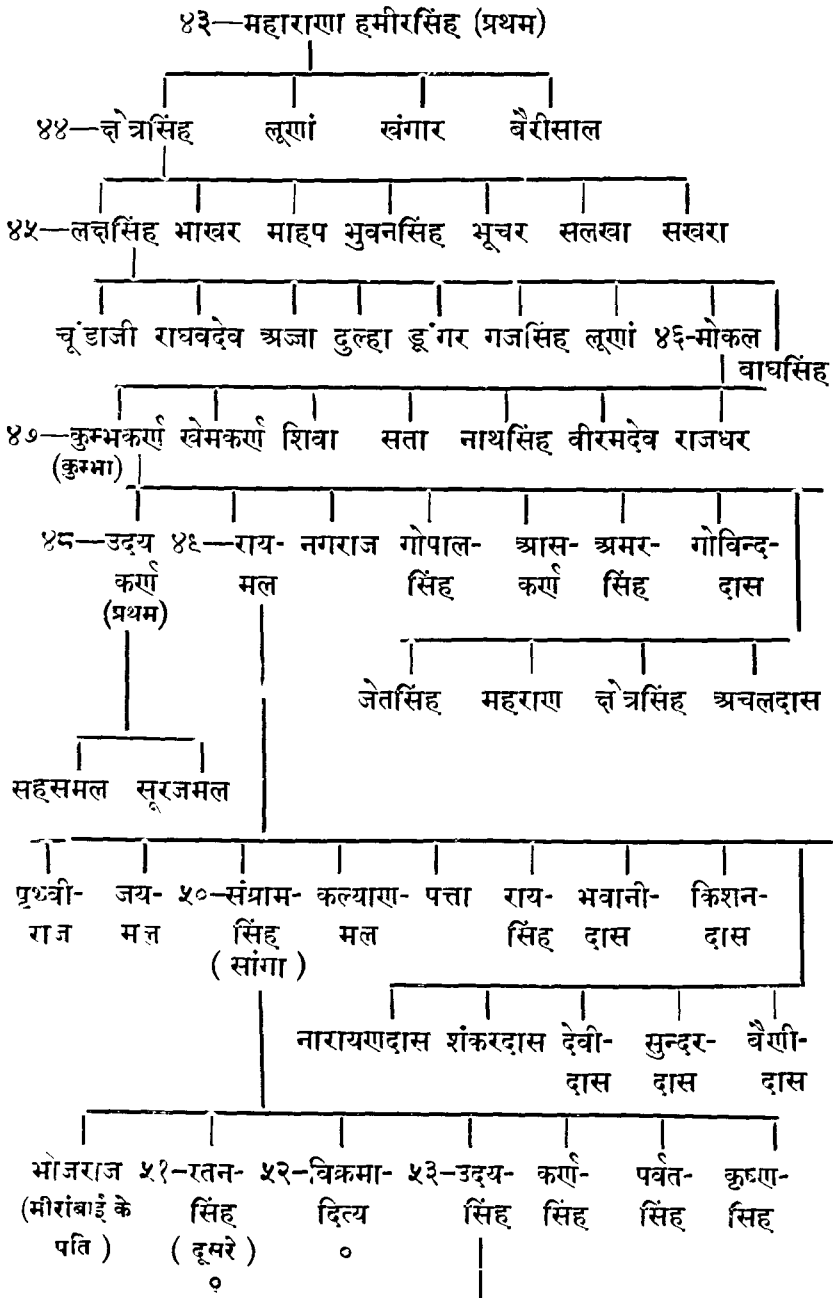 ४३—महाराणा हमीरसिंह (प्रथम)
४४—क्षेत्रसिंह लूणां खंगार बैरीसाल
४५—लक्षसिंह भाखर माहप भुवनसिंह भूचर सलखा सखरा
चूंडाजी राघवदेव अज्जा दुल्हा डूंगर गजसिंह लूणां ४६-मोकल
वाघसिंह
४७—कुम्भकर्ण खेमकर्ण शिवा सता नाथसिंह वीरमदेव राजधर
(कुम्भा)
४८—उदय ४९—राय- नगराज गोपाल- आस- अमर- गोविन्द-
कर्ण मल सिंह कर्ण सिंह दास
(प्रथम)
जेतसिंह महराण क्षेत्रसिंह अचलदास
सहसमल सूरजमल
पृथ्वी- जय- ५०-संग्राम- कल्याण- पत्ता राय- भवानी- किशन-
राज मल सिंह मल सिंह दास दास
( सांगा )
नारायणदास शंकरदास देवी- सुन्दर- बैणी-
दास दास दास
भोजराज ५१-रतन- ५२-विक्रमा- ५३-उदय- कर्ण- पर्वत- कृष्ण-
(मीरांबाई के सिंह दित्य सिंह सिंह सिंह सिंह
पति ) ( दूसरे ) ०
०